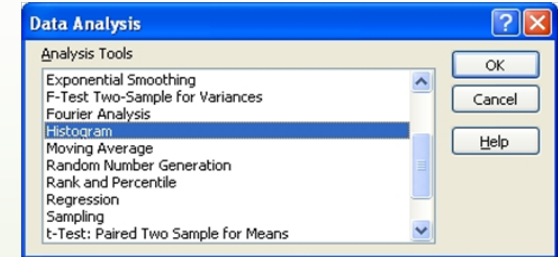 Data Analysis
Analysis Tools
Exponential Smoothing
F-Test Two-Sample for Variances
Fourier Analysis
Histogram
Moving Average
Random Number Generation
Rank and Percentile
Regression
Sampling
t-Test: Paired Two Sample for Means
OK
Cancel
Help